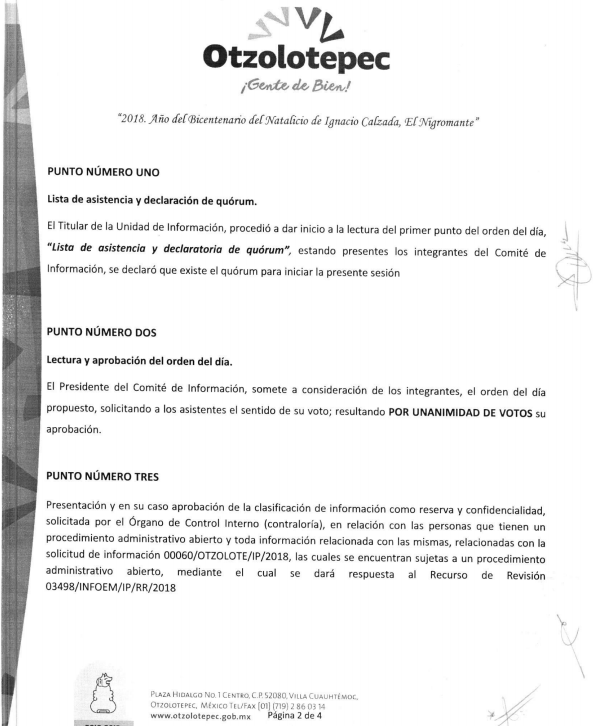 Otzolotepec
¡Gente de Bien!
"2018. Año del Bicentenario del Natalicio de Ignacio Calzada, El Nigromante"
PUNTO NÚMERO UNO
Lista de asistencia y declaración de quórum.
El Titular de la Unidad de Información, procedió a dar inicio a la lectura del primer punto del orden del día,
"Lista de asistencia y declaratoria de quórum", estando presentes los integrantes del Comité de
Información, se declaró que existe el quórum para iniciar la presente sesión
PUNTO NÚMERO DOS
Lectura y aprobación del orden del día.
El Presidente del Comité de Información, somete a consideración de los integrantes, el orden del día
propuesto, solicitando a los asistentes el sentido de su voto; resultando POR UNANIMIDAD DE VOTOS su
aprobación.
PUNTO NÚMERO TRES
Presentación y en su caso aprobación de la clasificación de información como reserva y confidencialidad,
solicitada por el Órgano de Control Interno (contraloría), en relación con las personas que tienen un
procedimiento administrativo abierto y toda información relacionada con las mismas, relacionadas con la
solicitud de información 00060/OTZOLOTE/IP/2018, las cuales se encuentran sujetas a un procedimiento
administrativo abierto, mediante el cual se dará respuesta al Recurso de Revisión
03498/INFOEM/IP/RR/2018
PLAZA HIDALGO NO. 1 CENTRO, C.P. 52080, VILLA CUAUHTÉMOC,
OTZOLOTEPEC, MÉXICO TEL/FAX [01] (719) 2 86 03 14
www.otzolotepec.gob.mx Página 2 de 4